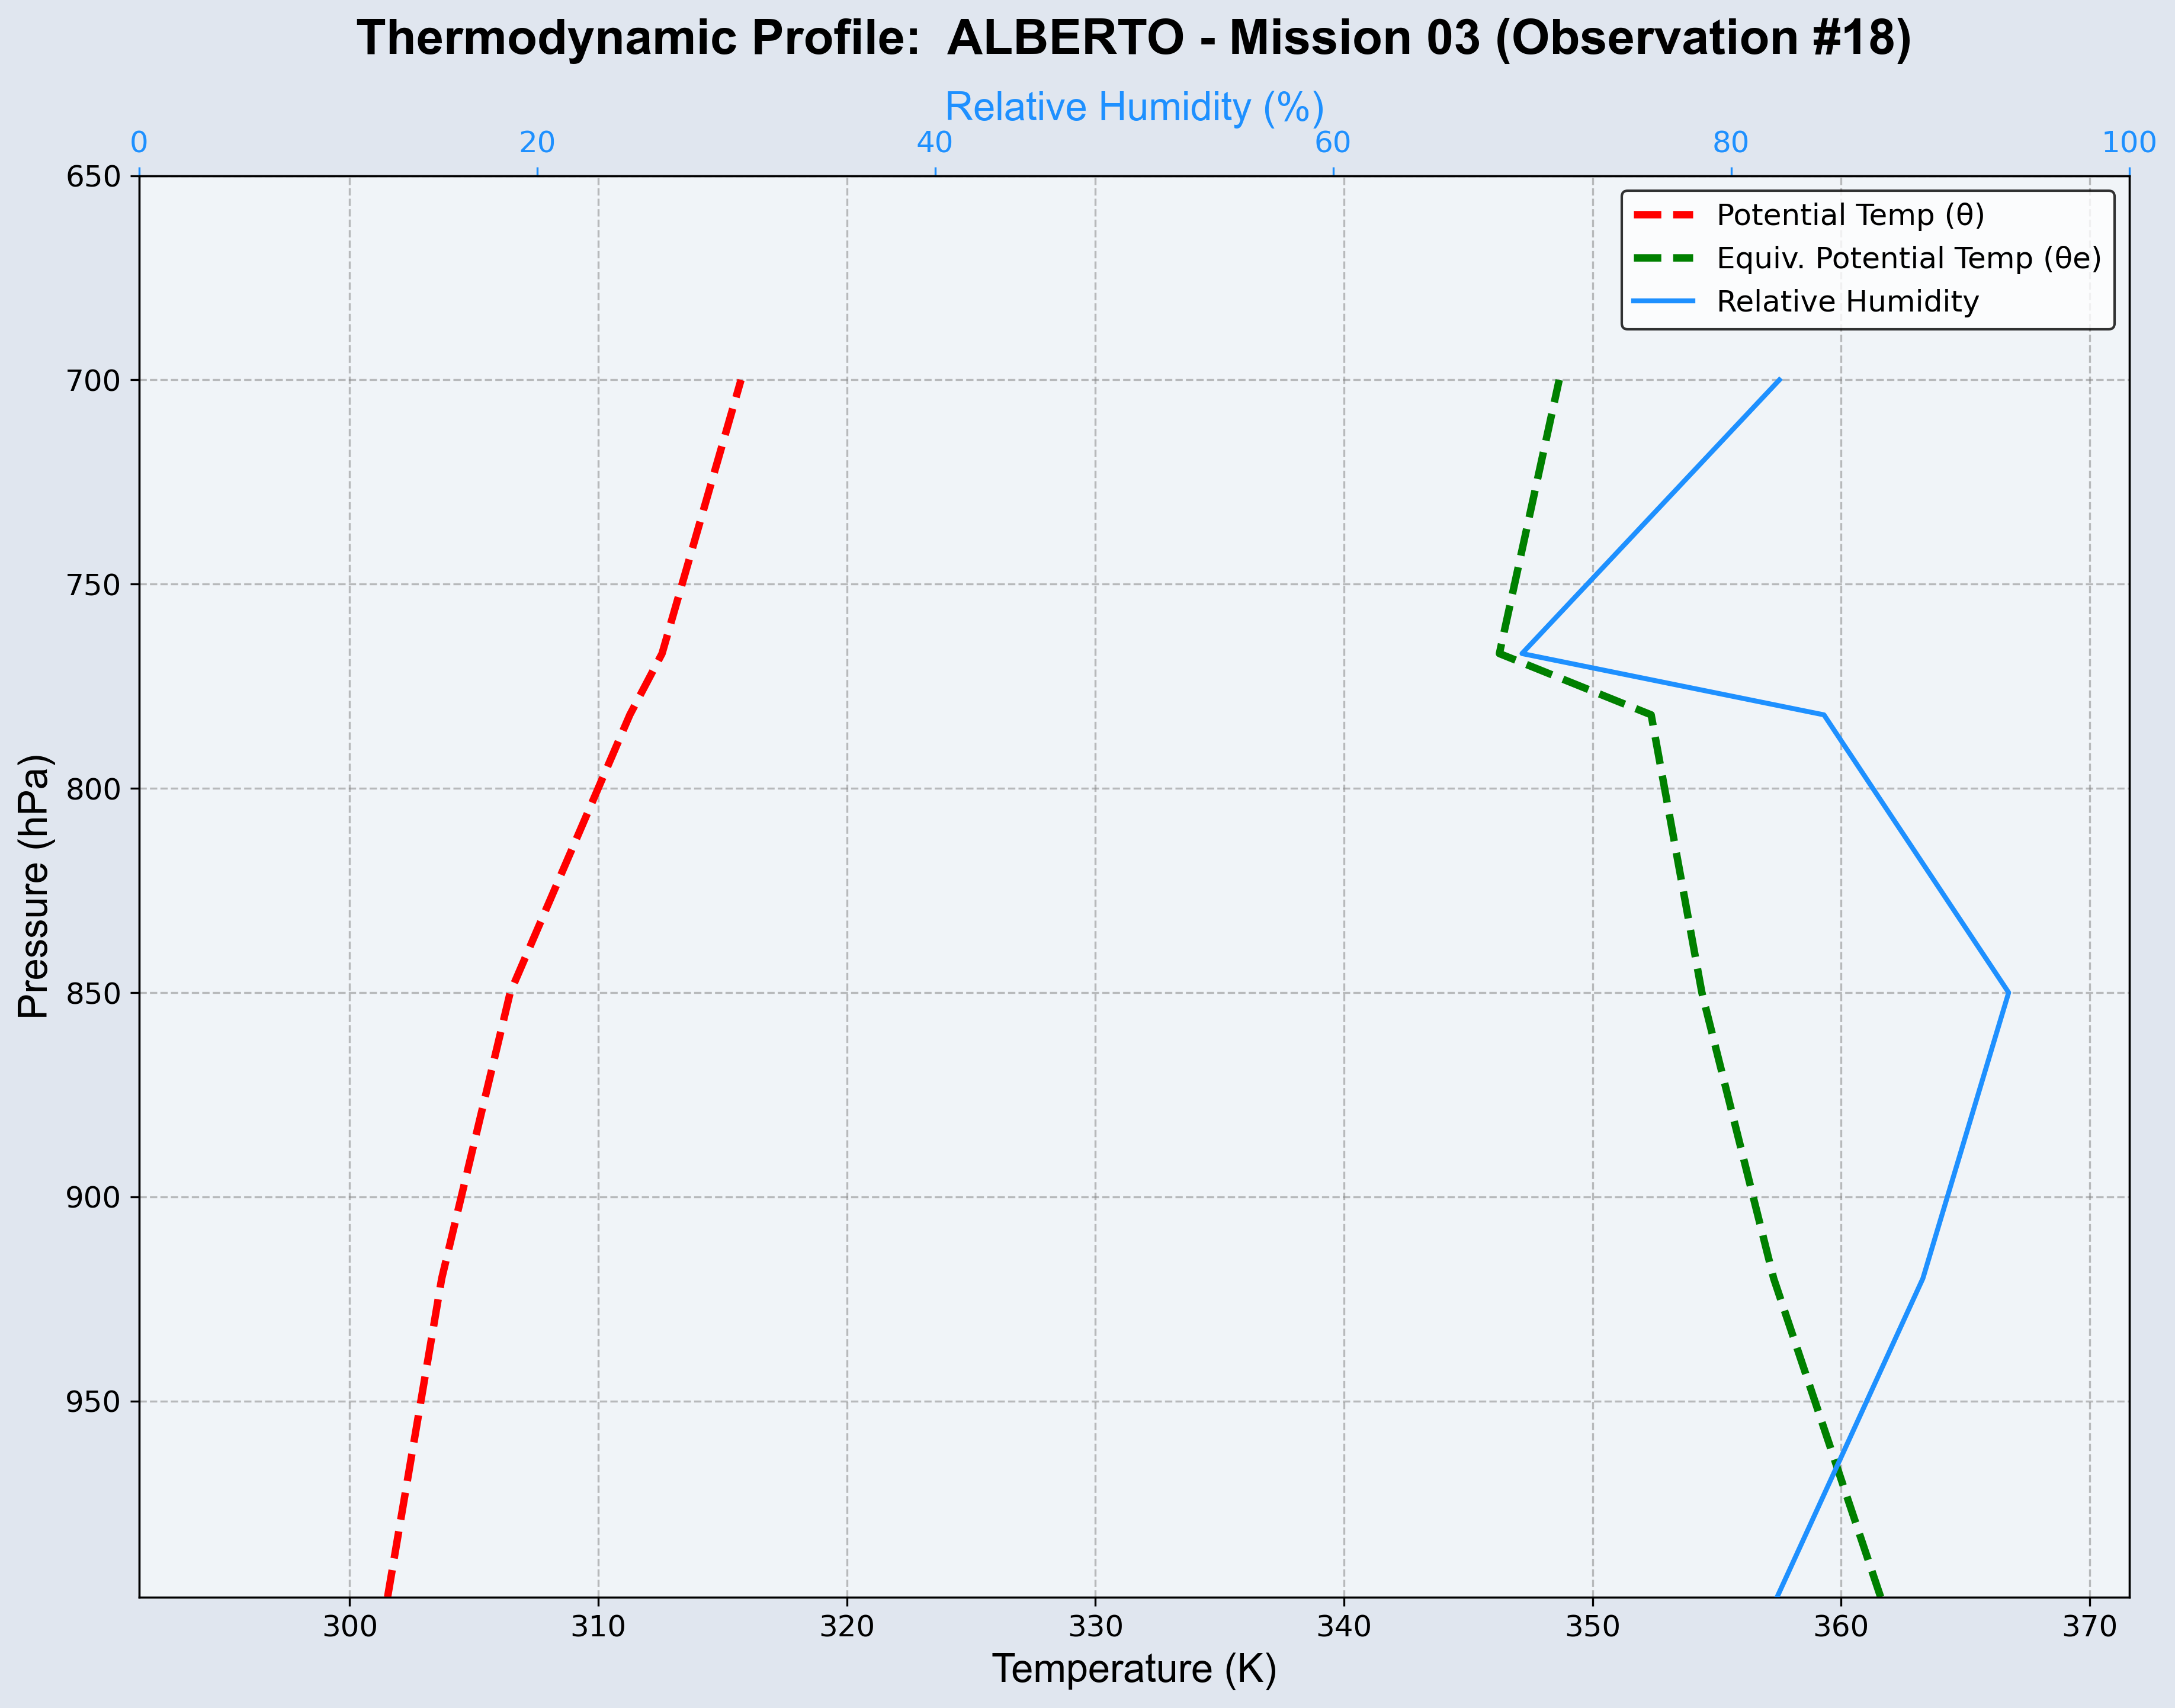 Thermodynamic Profile:  ALBERTO - Mission 03 (Observation #18)
Relative Humidity (%)
0 20 40 60 80 100
Potential Temp (θ)
Equiv. Potential Temp (θe)
Relative Humidity
Pressure (hPa)
650
700
750
800
850
900
950
300 310 320 330 340 350 360 370
Temperature (K)